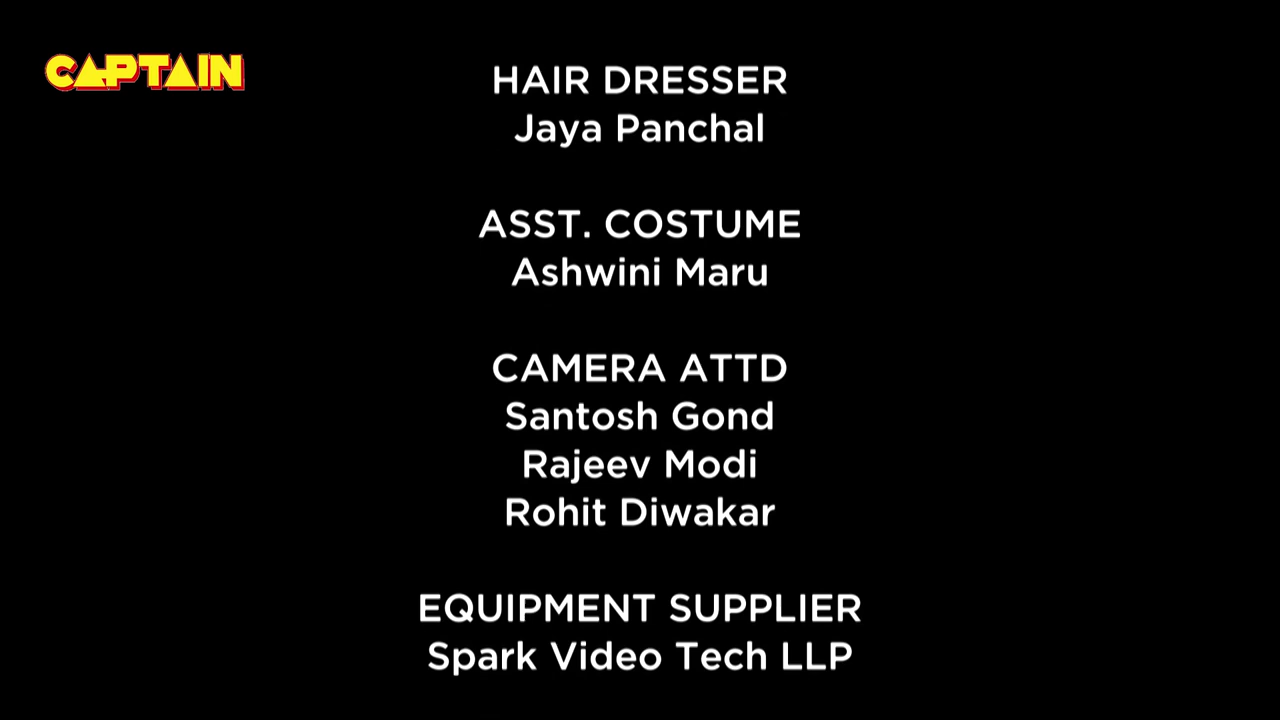 CAPTAIN
HAIR DRESSER
Jaya Panchal
ASST. COSTUME
Ashwini Maru
CAMERA ATTD
Santosh Gond
Rajeev Modi
Rohit Diwakar
EQUIPMENT SUPPLIER
Spark Video Tech LLP